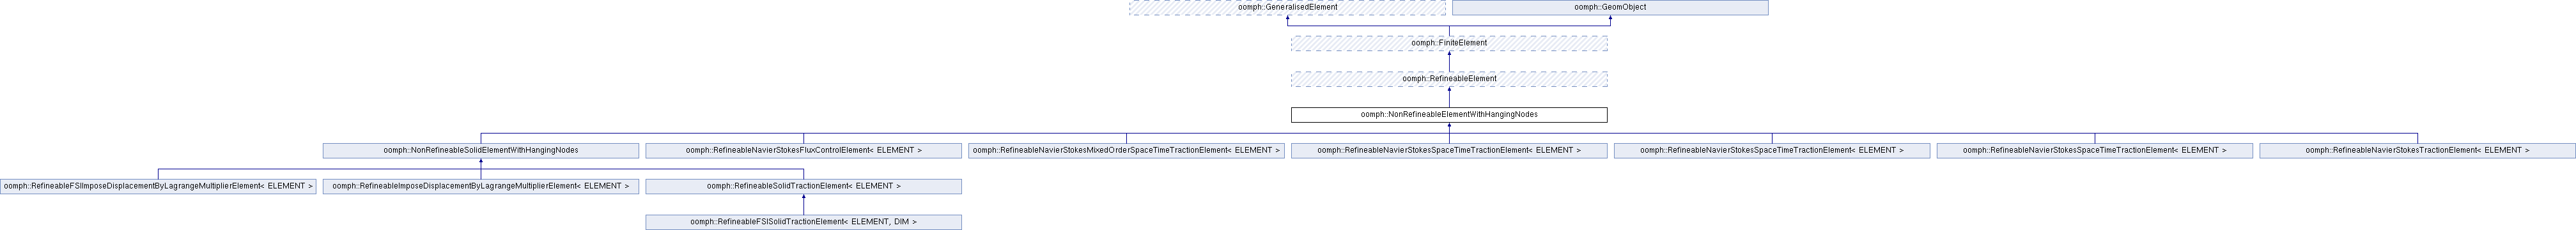 oomph::GeneralisedElement
oomph::GeomObject
oomph::FiniteElement
oomph::RefineableElement
oomph::NonRefineableElementWithHangingNodes
oomph::NonRefineableSolidElementWithHangingNodes
oomph::RefineableNavierStokesFluxControlElement< ELEMENT >
oomph::RefineableNavierStokesMixedOrderSpaceTimeTractionElement< ELEMENT >
oomph::RefineableNavierStokesSpaceTimeTractionElement< ELEMENT >
oomph::RefineableNavierStokesSpaceTimeTractionElement< ELEMENT >
oomph::RefineableNavierStokesSpaceTimeTractionElement< ELEMENT >
oomph::RefineableNavierStokesTractionElement< ELEMENT >
oomph::RefineableFSIImposeDisplacementByLagrangeMultiplierElement< ELEMENT >
oomph::RefineableImposeDisplacementByLagrangeMultiplierElement< ELEMENT >
oomph::RefineableSolidTractionElement< ELEMENT >
oomph::RefineableFSISolidTractionElement< ELEMENT, DIM >